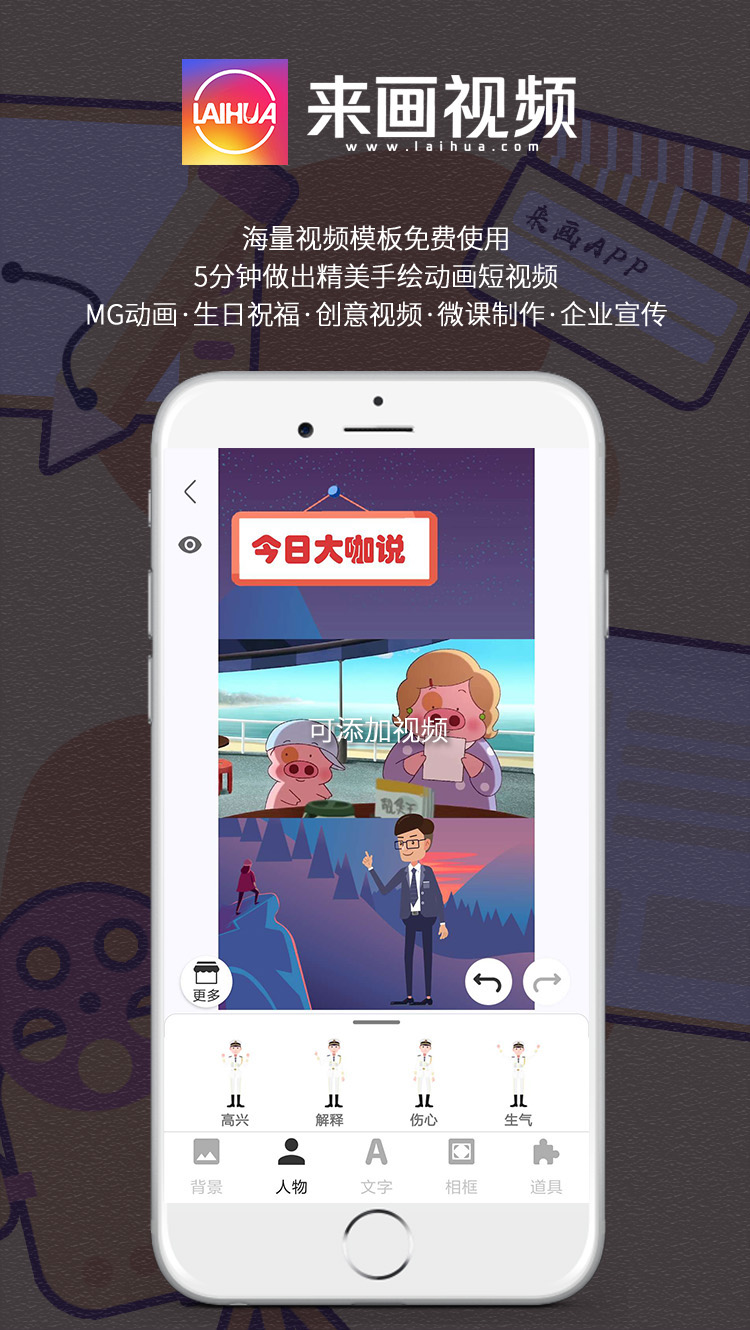 LAIHUA
来画视频
www.laihua.com
来画APP
海量视频模板免费使用
5分钟做出精美手绘动画短视频
MG动画·生日祝福·创意视频·微课制作·企业宣传
今日大咖说
可添加视频
更多
高兴 解释 伤心 生气
背景 人物 文字 相框 道具